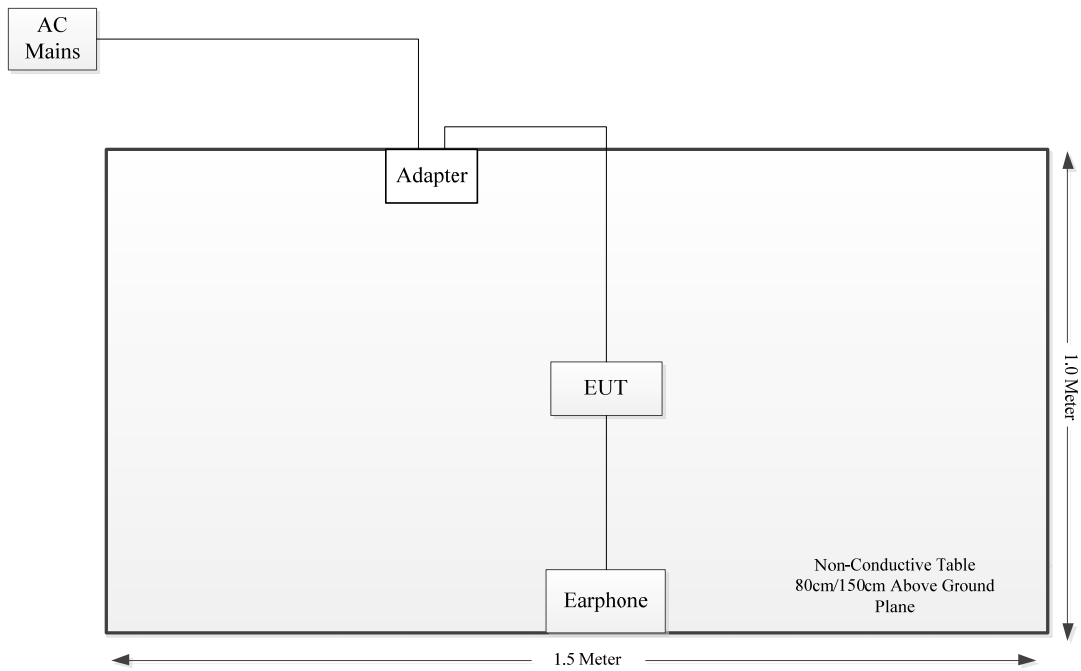 AC
Mains
Adapter
EUT
1.0 Meter
Non-Conductive Table
80cm/150cm Above Ground
Plane
Earphone
1.5 Meter